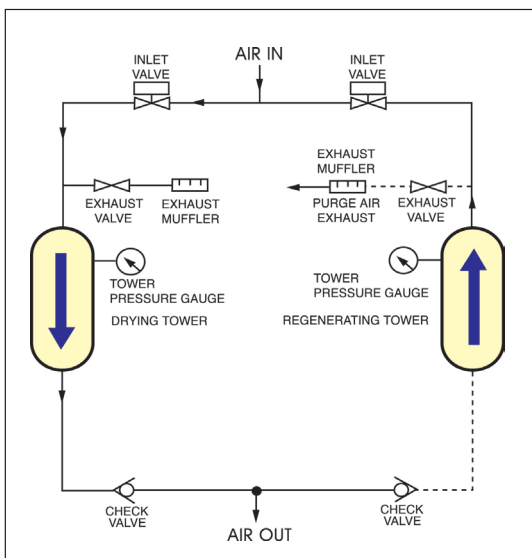 AIR IN
INLET
VALVE
INLET
VALVE
EXHAUST
VALVE
EXHAUST
MUFFLER
EXHAUST
MUFFLER
PURGE AIR
EXHAUST
EXHAUST
VALVE
TOWER
PRESSURE GAUGE
DRYING TOWER
TOWER
PRESSURE GAUGE
REGENERATING TOWER
CHECK
VALVE
AIR OUT
CHECK
VALVE